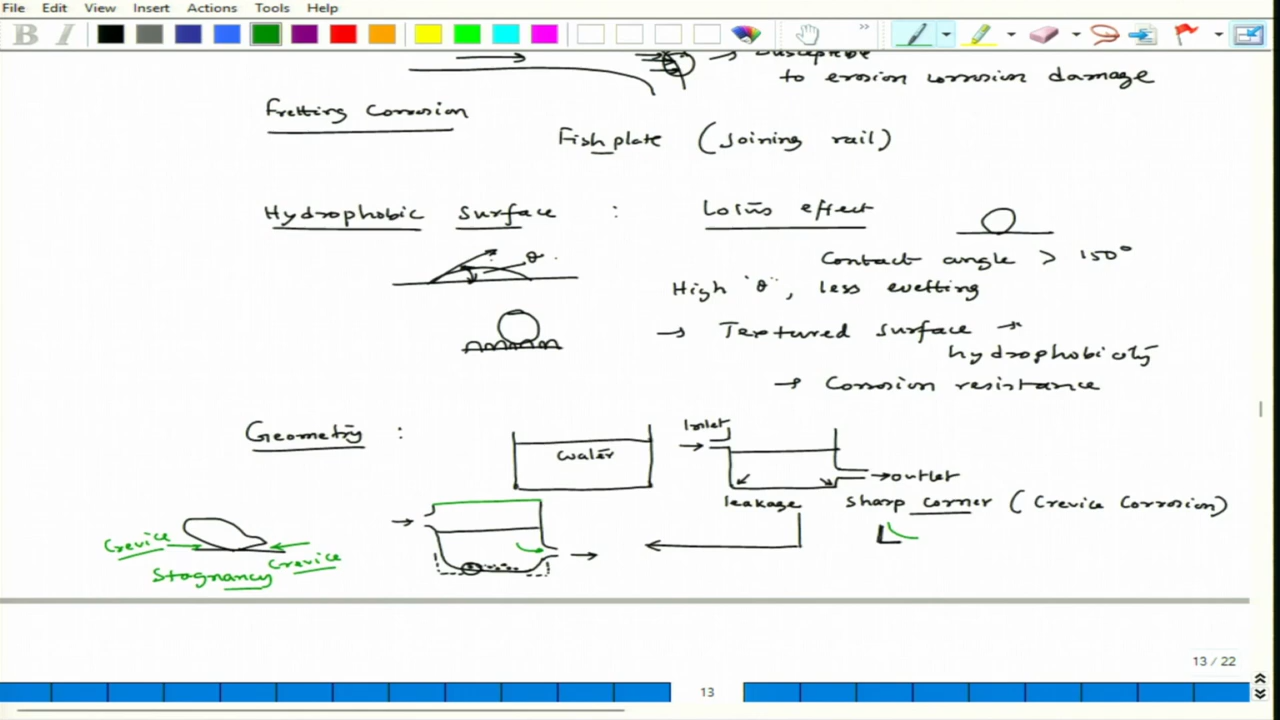 File Edit View Insert Actions Tools Help
B I
→ Susceptible
to erosion corrosion damage
Fretting Corrosion
Fishplate (Joining rail)
Hydrophobic Surface : Lotus effect
θ
Contact angle > 150°
High "θ", less wetting
→ Textured surface →
hydrophobicity
→ Corrosion resistance
Geometry :
Inlet
water
→ outlet
leakage sharp corner (Crevice Corrosion)
Crevice
Crevice
Stagnancy
13 / 22
13